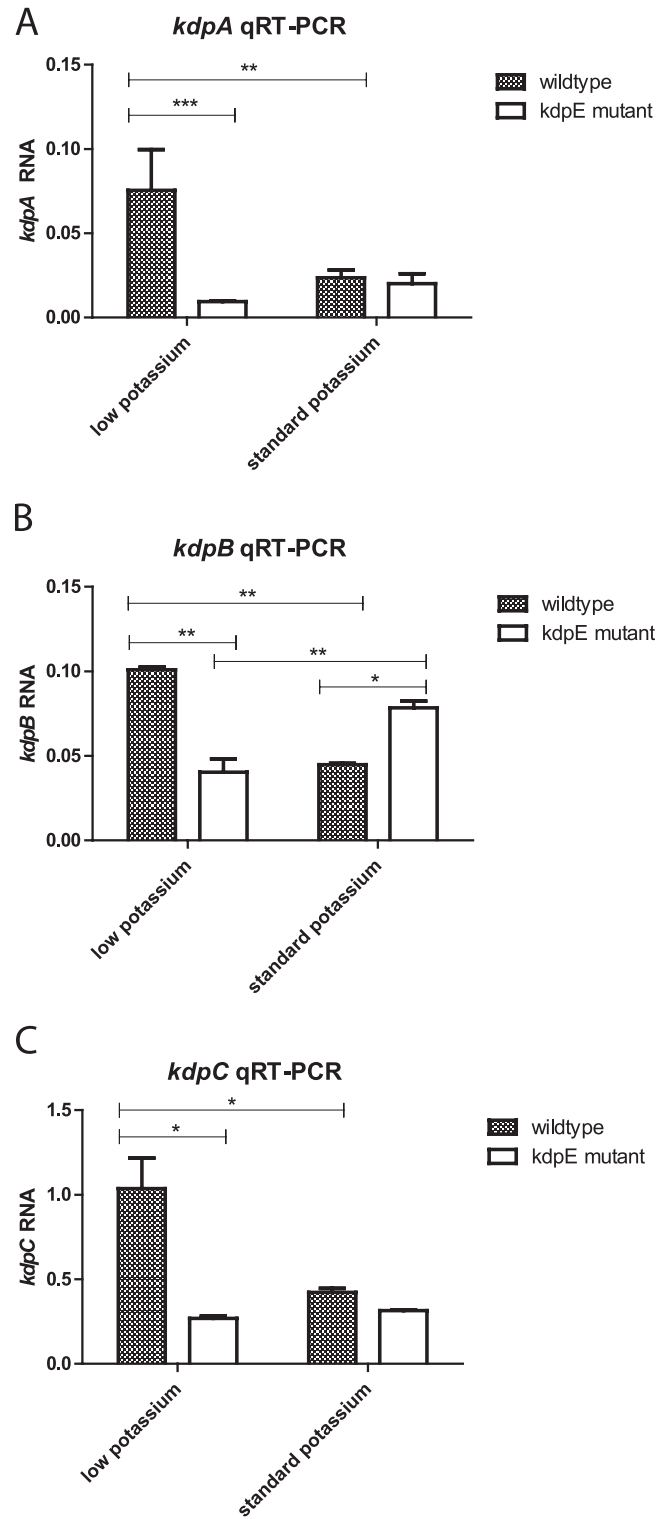 A
kdpA qRT-PCR
kdpA RNA
0.15
0.10
0.05
0.00
**
***
wildtype
kdpE mutant
low potassium
standard potassium
B
kdpB qRT-PCR
kdpB RNA
0.15
0.10
0.05
0.00
**
**
**
*
wildtype
kdpE mutant
low potassium
standard potassium
C
kdpC qRT-PCR
kdpC RNA
1.5
1.0
0.5
0.0
*
*
wildtype
kdpE mutant
low potassium
standard potassium